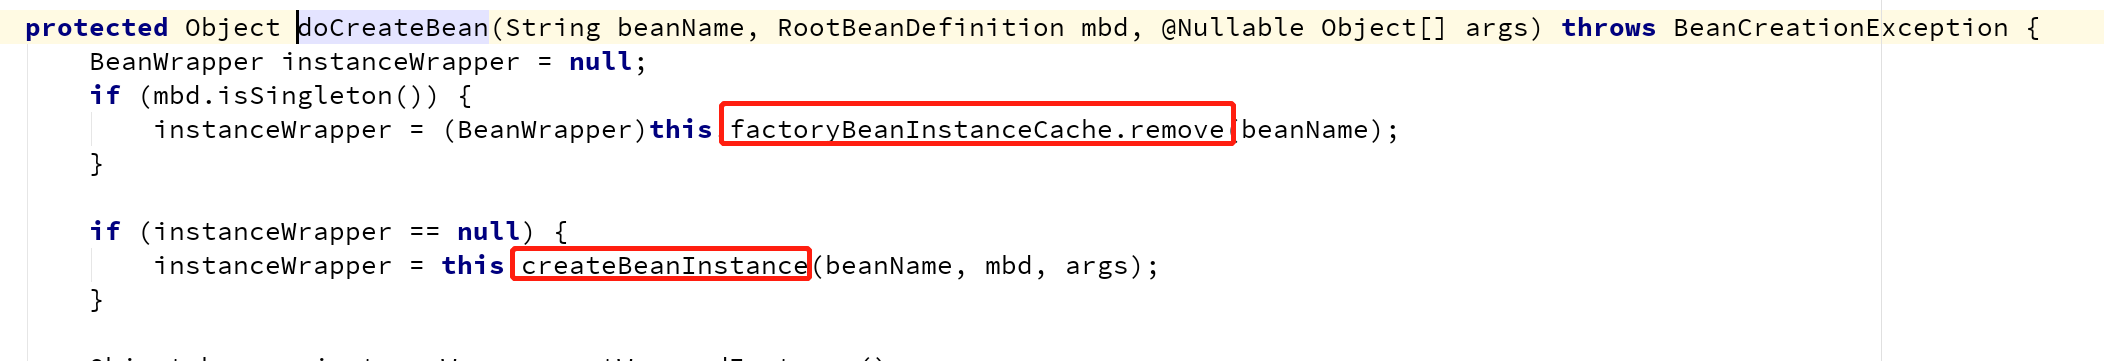 protected Object doCreateBean(String beanName, RootBeanDefinition mbd, @Nullable Object[] args) throws BeanCreationException {
BeanWrapper instanceWrapper = null;
if (mbd.isSingleton()) {
instanceWrapper = (BeanWrapper)this factoryBeanInstanceCache.remove(beanName);
}
if (instanceWrapper == null) {
instanceWrapper = this createBeanInstance(beanName, mbd, args);
}